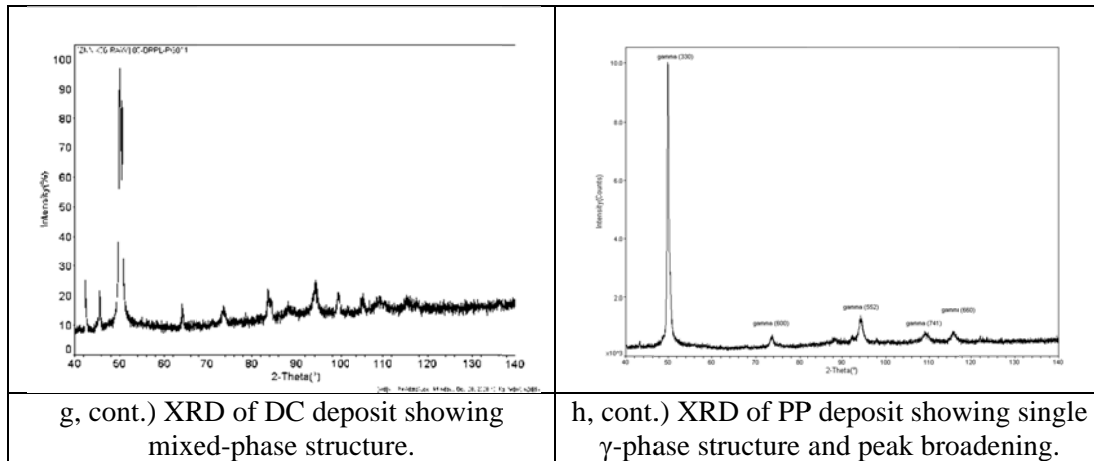 100
90
80
70
60
50
40
30
20
10
0
Intensity(%)
40 50 60 70 80 90 100 110 120 130 140
2-Theta(°)
g, cont.) XRD of DC deposit showing
mixed-phase structure.
gamma (330)
10.0
8.0
6.0
4.0
2.0
x10^3
Intensity(Counts)
gamma (600)
gamma (552)
gamma (741)
gamma (660)
40 50 60 70 80 90 100 110 120 130 140
2-Theta(°)
h, cont.) XRD of PP deposit showing single
γ-phase structure and peak broadening.